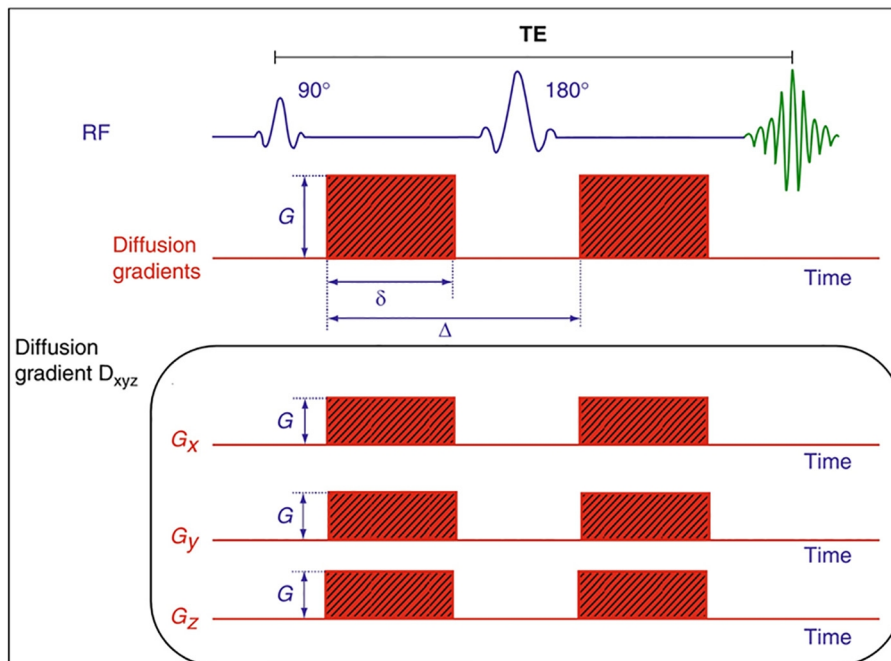 TE
90°
180°
RF
G
Diffusion
gradients
Time
δ
Δ
Diffusion
gradient Dxyz
G
Gx
Time
G
Gy
Time
G
Gz
Time